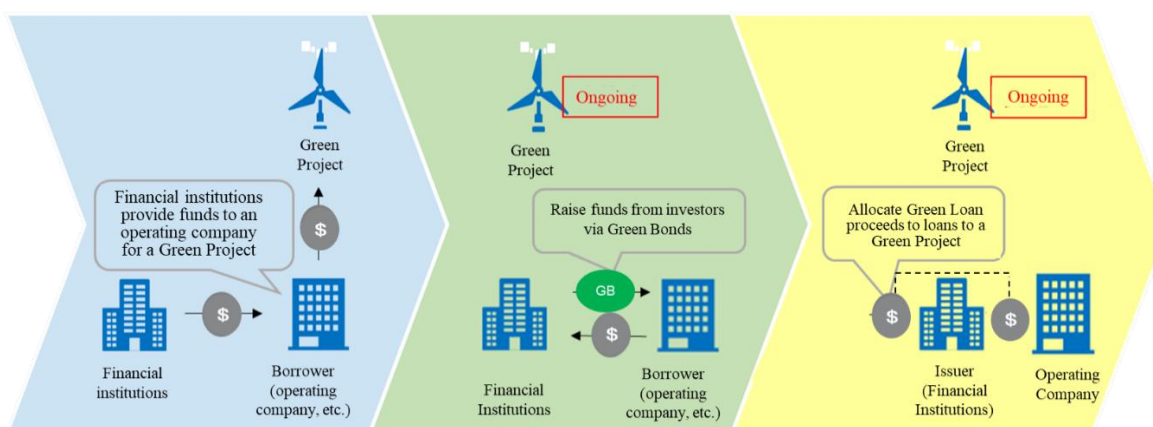 Green
Project
Financial institutions
provide funds to an
operating company
for a Green Project
$
$
Financial
institutions
Borrower
(operating
company, etc.)
Ongoing
Green
Project
Raise funds from investors
via Green Bonds
GB
$
Financial
Institutions
Borrower
(operating
company, etc.)
Ongoing
Green
Project
Allocate Green Loan
proceeds to loans to a
Green Project
$
$
Issuer
(Financial
Institutions)
Operating
Company